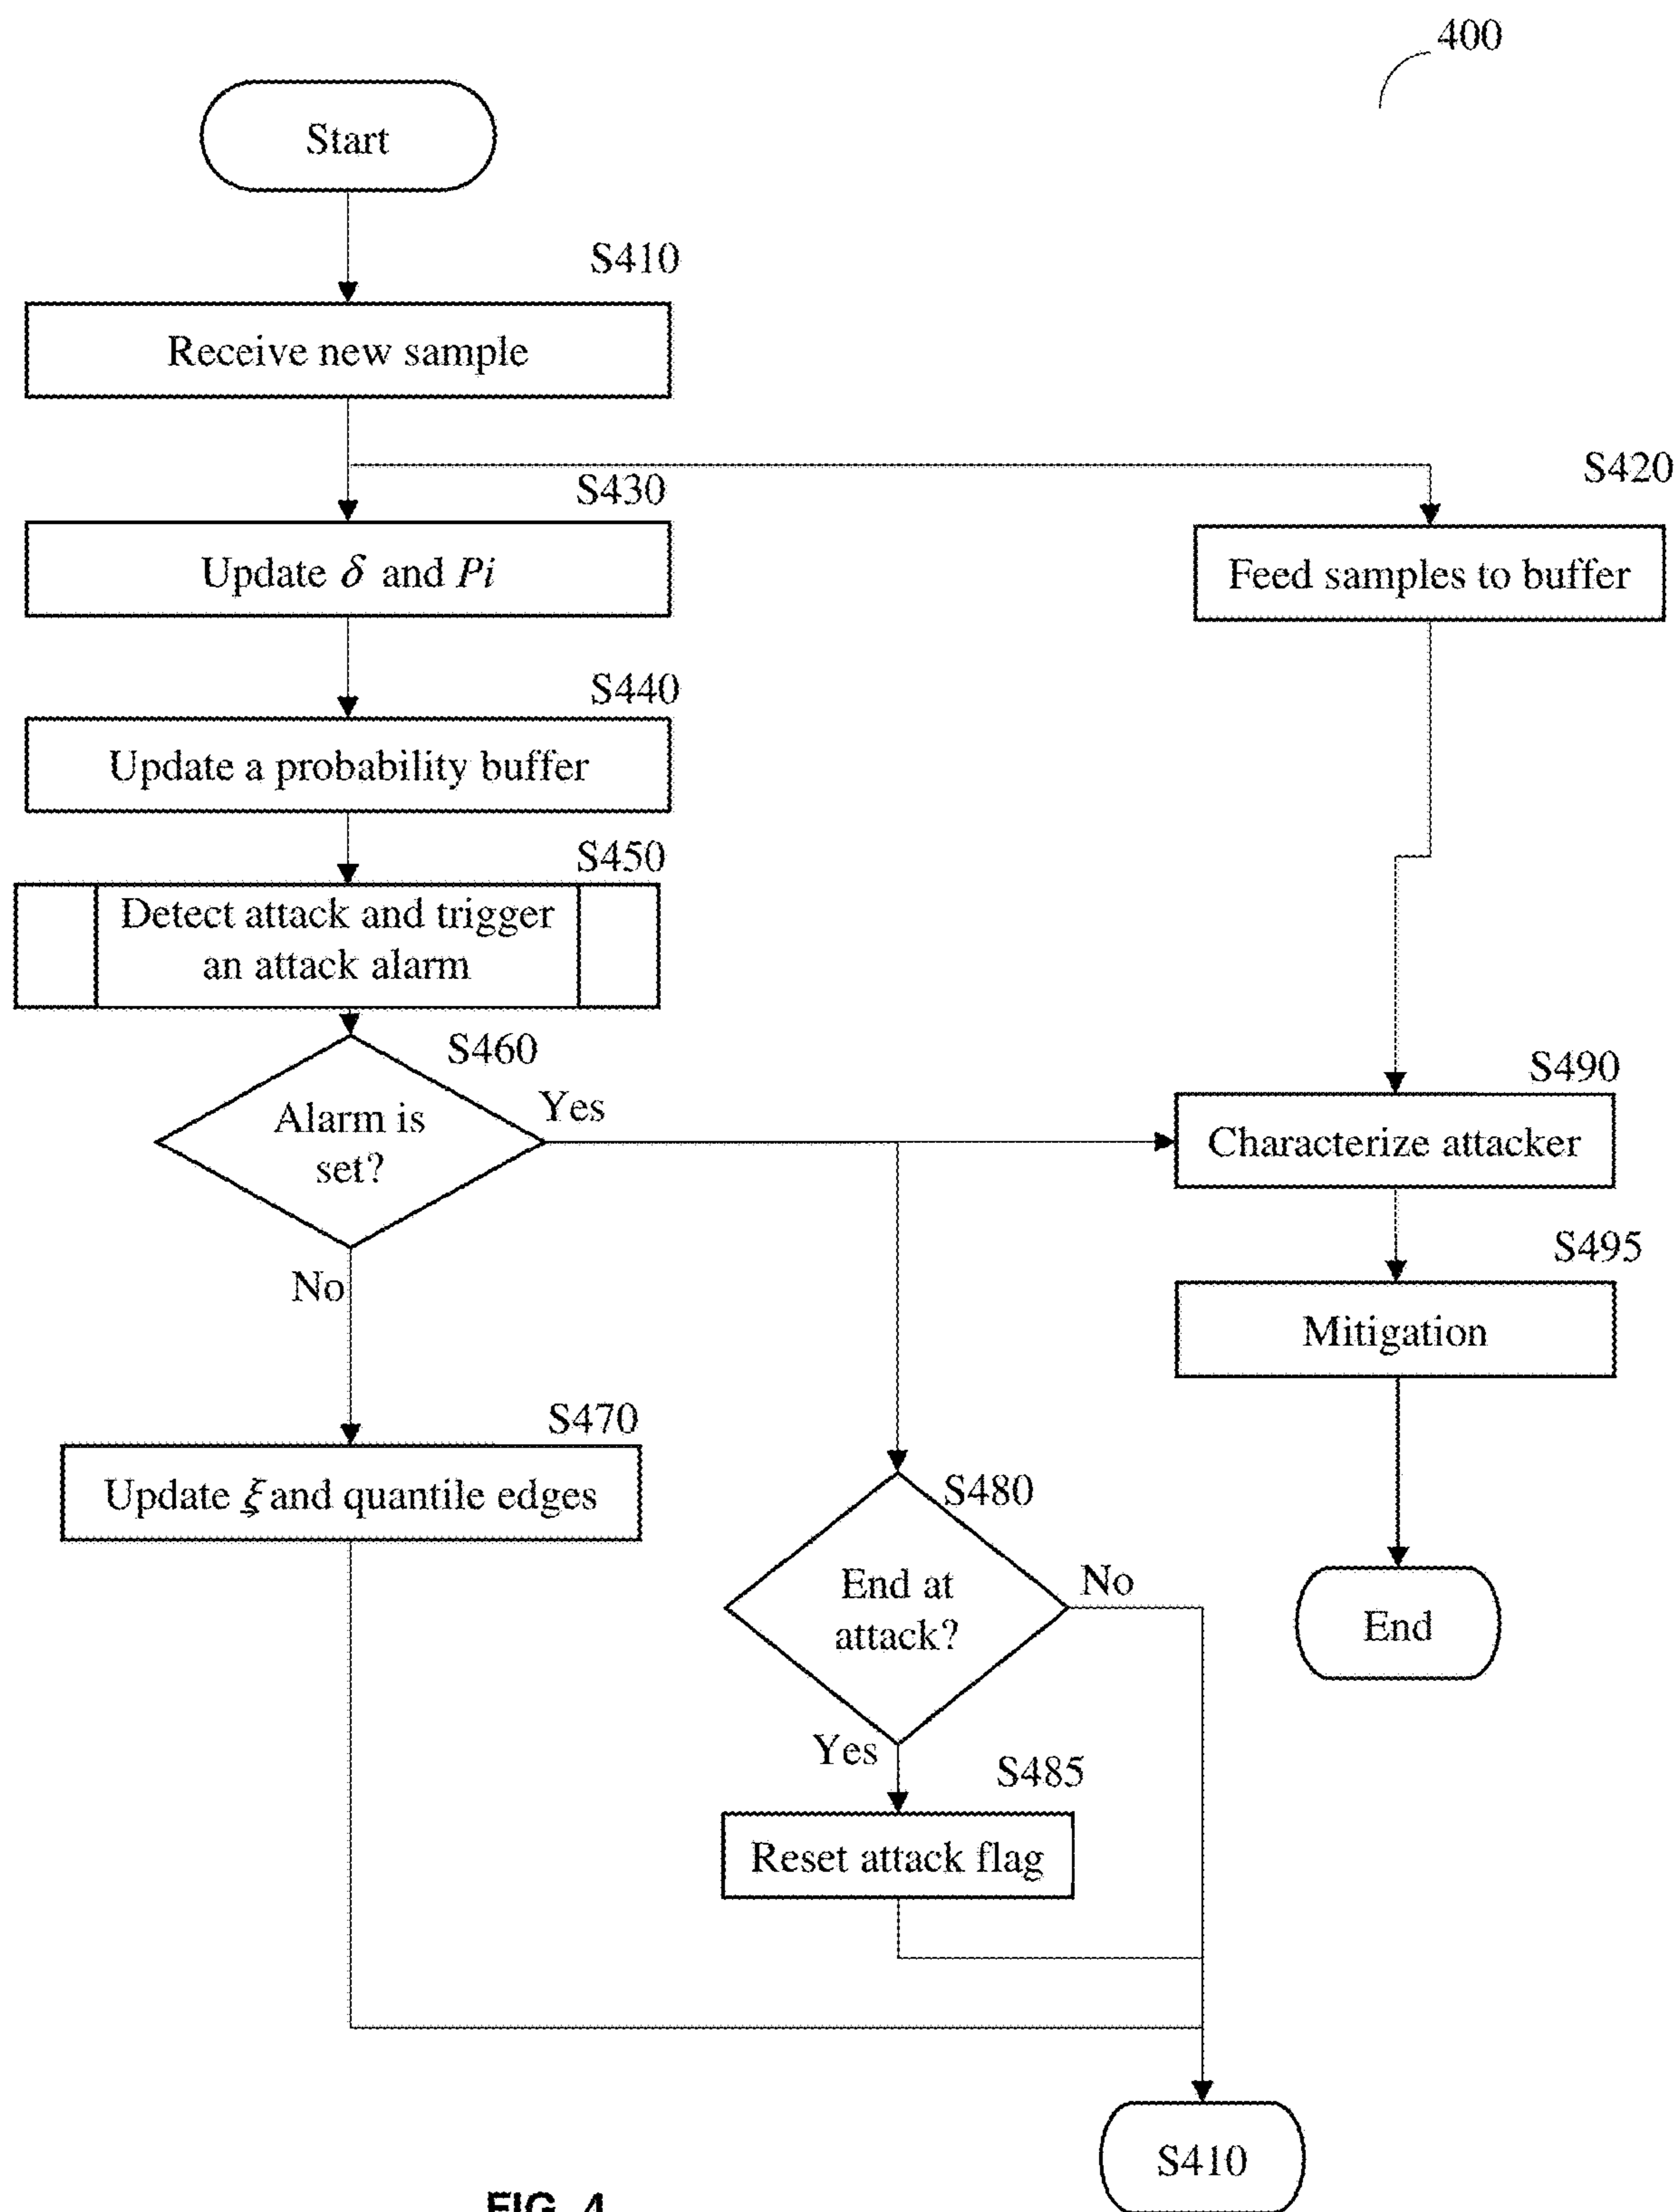 400
Start
S410
Receive new sample
S430
S420
Update δ and Pi
Feed samples to buffer
S440
Update a probability buffer
S450
Detect attack and trigger
an attack alarm
S460
Alarm is
set?
Yes
No
S490
Characterize attacker
S495
Mitigation
S470
Update ξ and quantile edges
S480
End at
attack?
No
Yes
End
S485
Reset attack flag
S410
FIG. 4